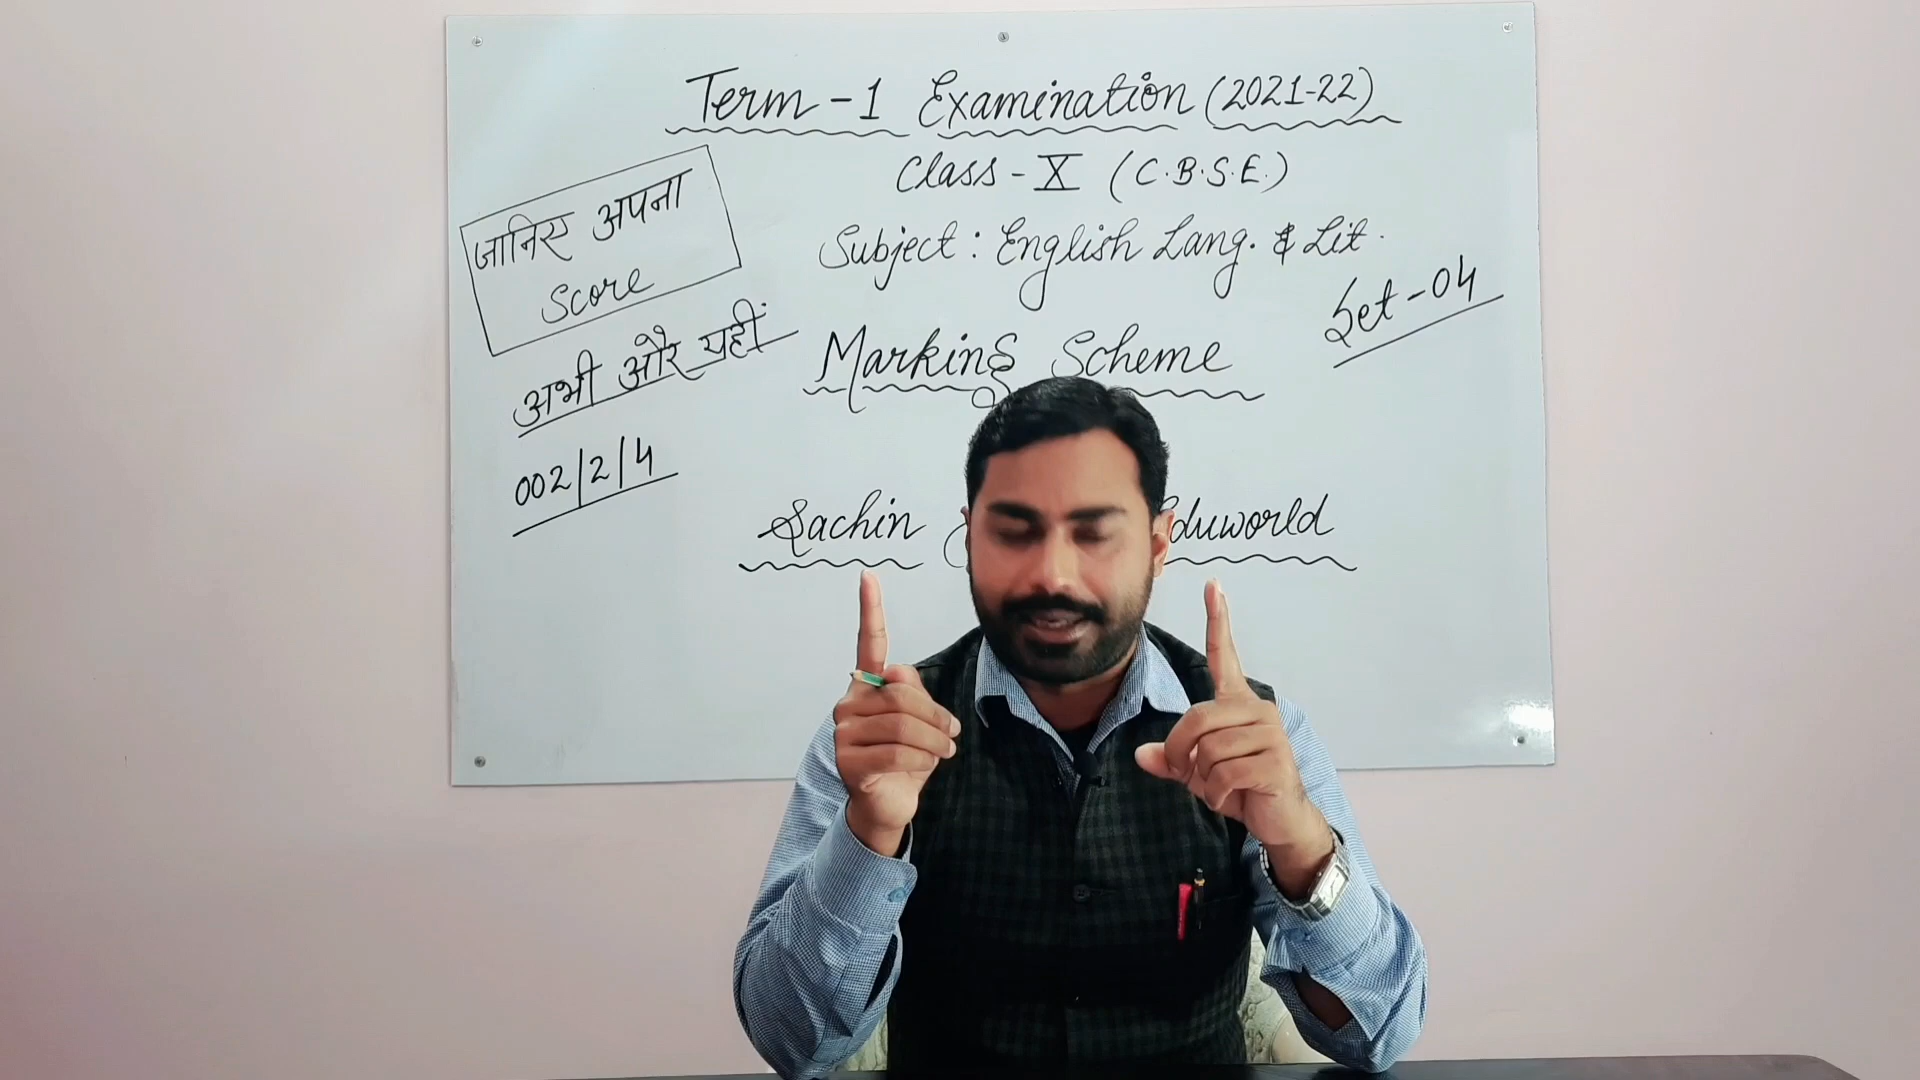 Term-1 Examination (2021-22)
Class - X (C.B.S.E.)
Subject : English Lang. & Lit.
Set-04
Marking Scheme
जानिए अपना
Score
अभी और यहीं
002/2/4
Sachin
Eduworld